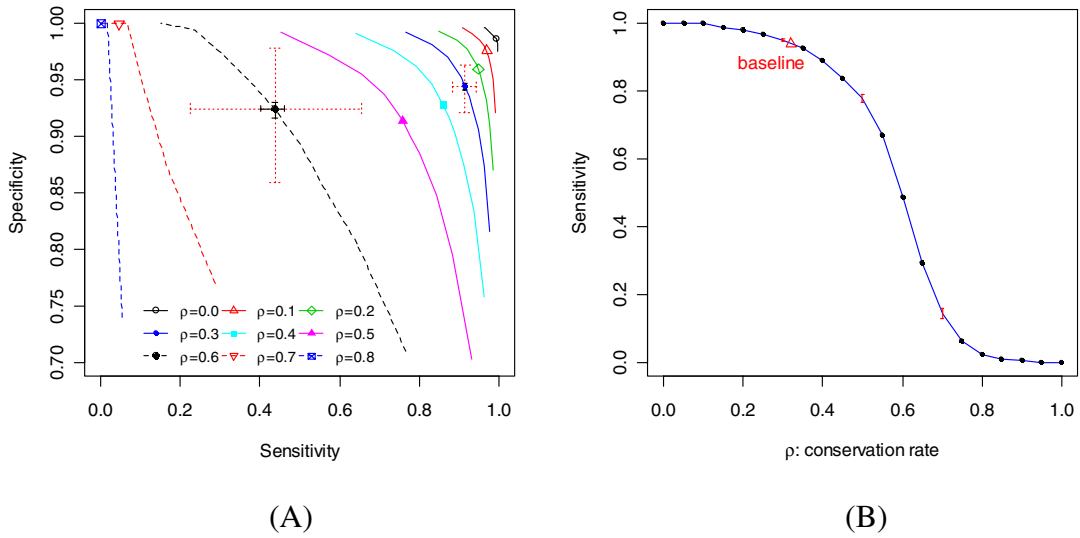 Specificity
1.00
0.95
0.90
0.85
0.80
0.75
0.70
ρ=0.0 ρ=0.1 ρ=0.2
ρ=0.3 ρ=0.4 ρ=0.5
ρ=0.6 ρ=0.7 ρ=0.8
0.0 0.2 0.4 0.6 0.8 1.0
Sensitivity
(A)
Sensitivity
1.0
0.8
0.6
0.4
0.2
0.0
baseline
0.0 0.2 0.4 0.6 0.8 1.0
ρ: conservation rate
(B)